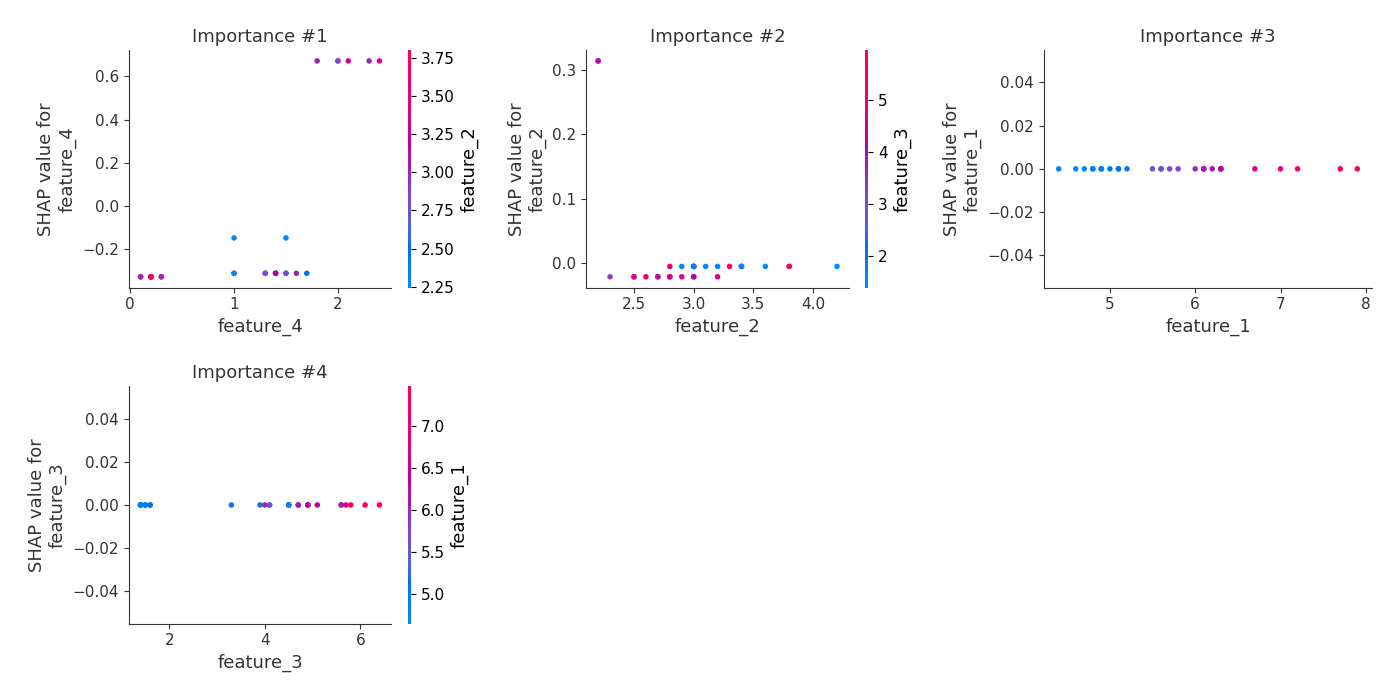 Importance #1
SHAP value for
feature_4
0.6
0.4
0.2
0.0
−0.2
0
1
2
feature_4
3.75
3.50
3.25
3.00
2.75
2.50
2.25
feature_2
Importance #2
SHAP value for
feature_2
0.3
0.2
0.1
0.0
2.5
3.0
3.5
4.0
feature_2
5
4
3
2
feature_3
Importance #3
SHAP value for
feature_1
0.04
0.02
0.00
−0.02
−0.04
5
6
7
8
feature_1
Importance #4
SHAP value for
feature_3
0.04
0.02
0.00
−0.02
−0.04
2
4
6
feature_3
7.0
6.5
6.0
5.5
5.0
feature_1